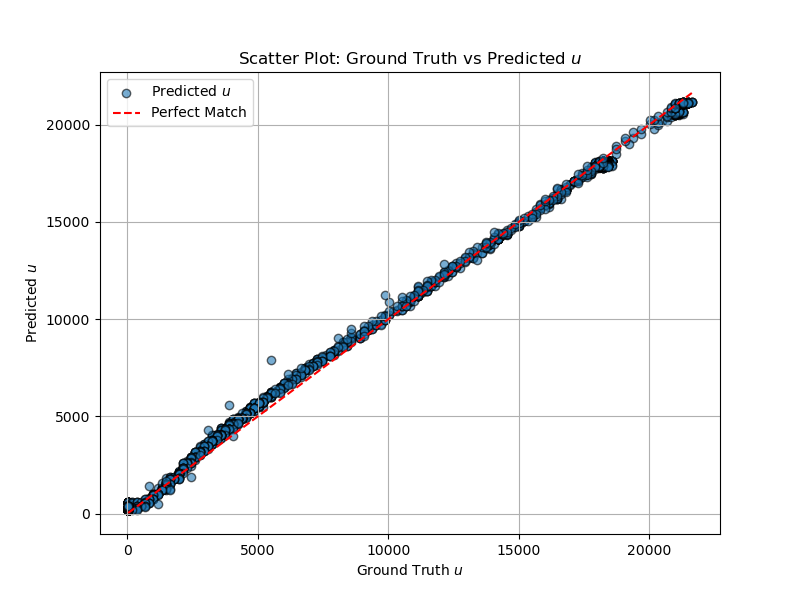 Scatter Plot: Ground Truth vs Predicted u
Predicted u
Perfect Match
20000
15000
10000
5000
0
Predicted u
0 5000 10000 15000 20000
Ground Truth u